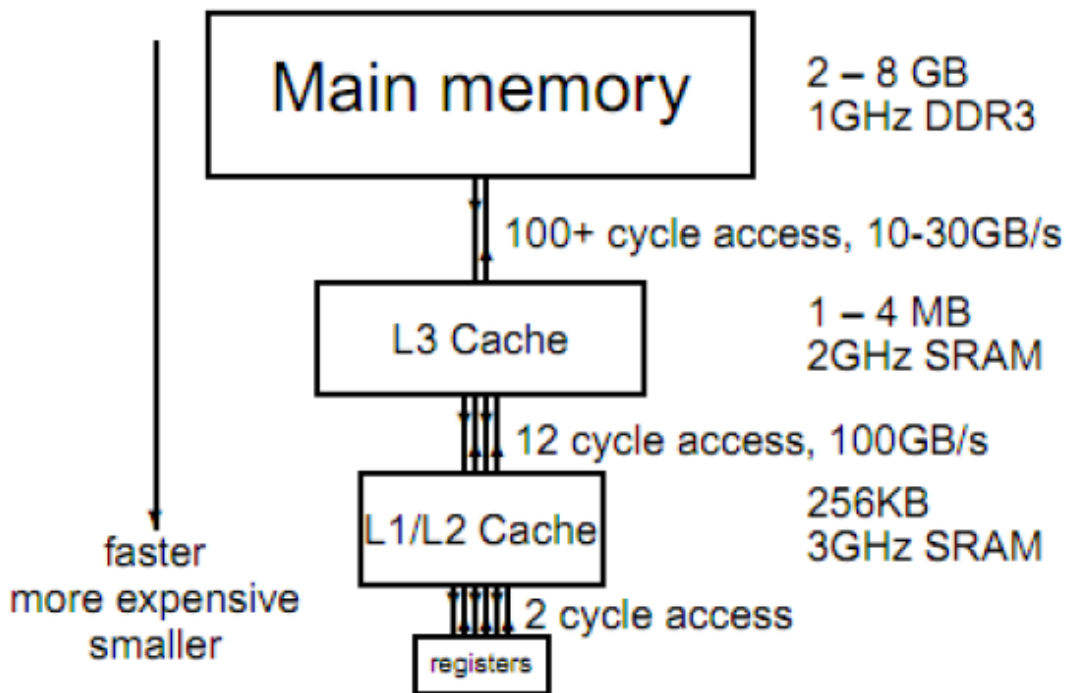 Main memory
2 – 8 GB
1GHz DDR3
100+ cycle access, 10-30GB/s
L3 Cache
1 – 4 MB
2GHz SRAM
12 cycle access, 100GB/s
L1/L2 Cache
256KB
3GHz SRAM
faster
more expensive
smaller
2 cycle access
registers